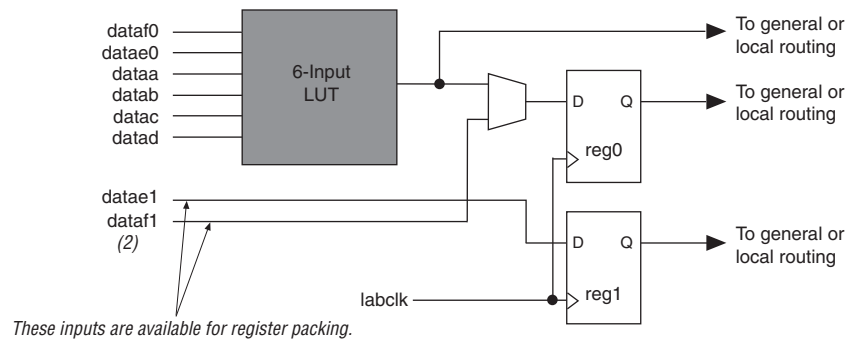 dataf0
datae0
dataa
datab
datac
datad
6-Input
LUT
To general or
local routing
D Q
reg0
To general or
local routing
datae1
dataf1
(2)
D Q
reg1
To general or
local routing
labclk
These inputs are available for register packing.